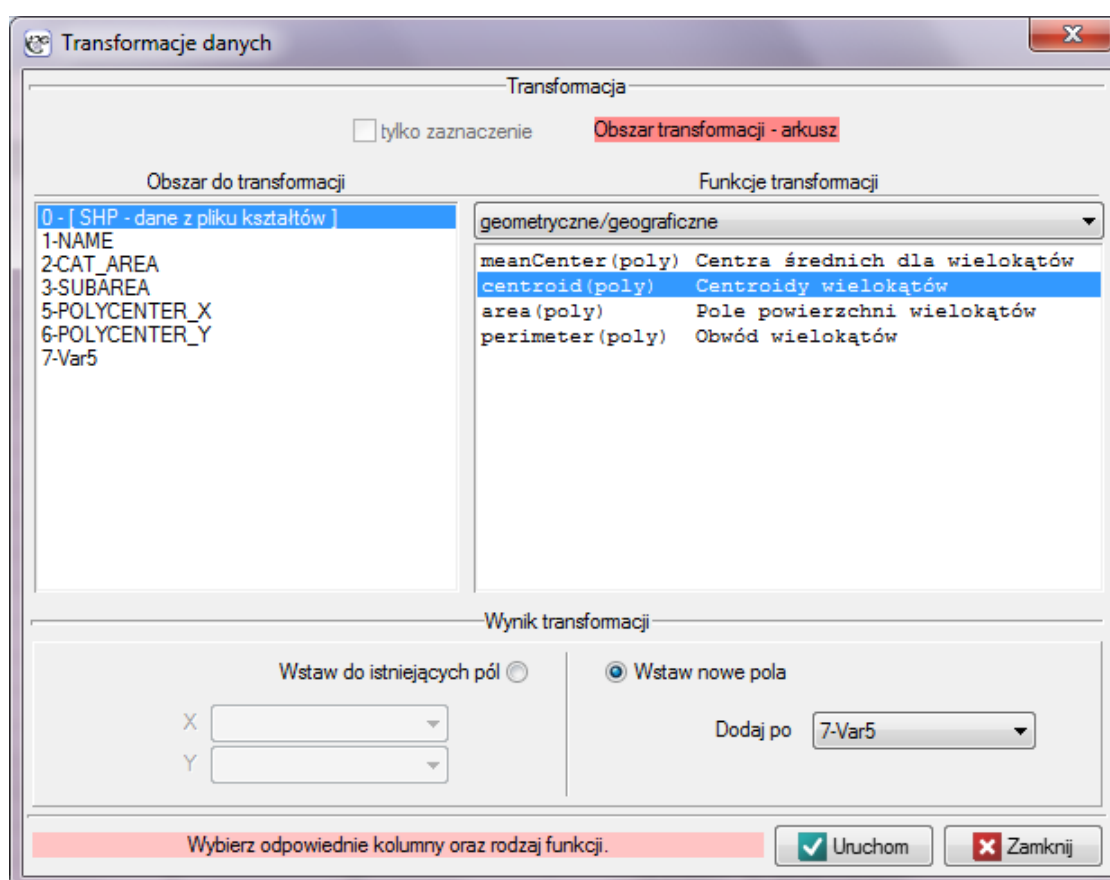 Transformacje danych
Transformacja
tylko zaznaczenie Obszar transformacji - arkusz
Obszar do transformacji Funkcje transformacji
0 - [ SHP - dane z pliku kształtów ]
1-NAME
2-CAT_AREA
3-SUBAREA
5-POLYCENTER_X
6-POLYCENTER_Y
7-Var5
geometryczne/geograficzne
meanCenter(poly) Centra średnich dla wielokątów
centroid(poly) Centroidy wielokątów
area(poly) Pole powierzchni wielokątów
perimeter(poly) Obwód wielokątów
Wynik transformacji
Wstaw do istniejących pól
X
Y
Wstaw nowe pola
Dodaj po 7-Var5
Wybierz odpowiednie kolumny oraz rodzaj funkcji. Uruchom Zamknij